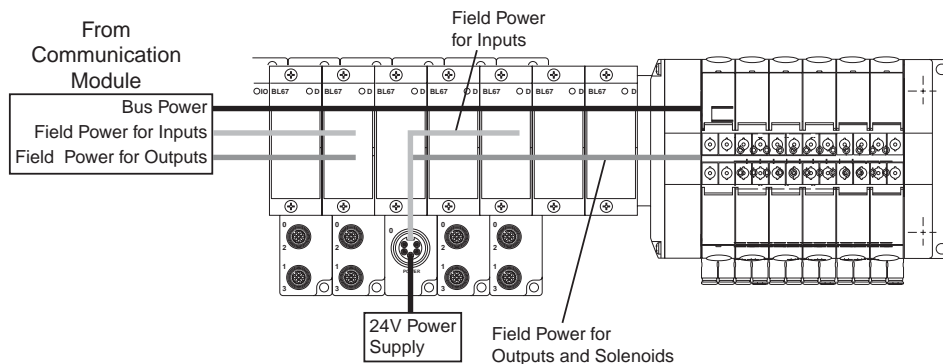 From
Communication
Module
Bus Power
Field Power for Inputs
Field Power for Outputs
Field Power
for Inputs
IO BL67 D BL67 D BL67 D BL67 D BL67 D BL67 D BL67 D
0 0 0 0 0
2 2 2 2
1 1 1 1
3 3 3 3
POWER
24V Power
Supply
Field Power for
Outputs and Solenoids